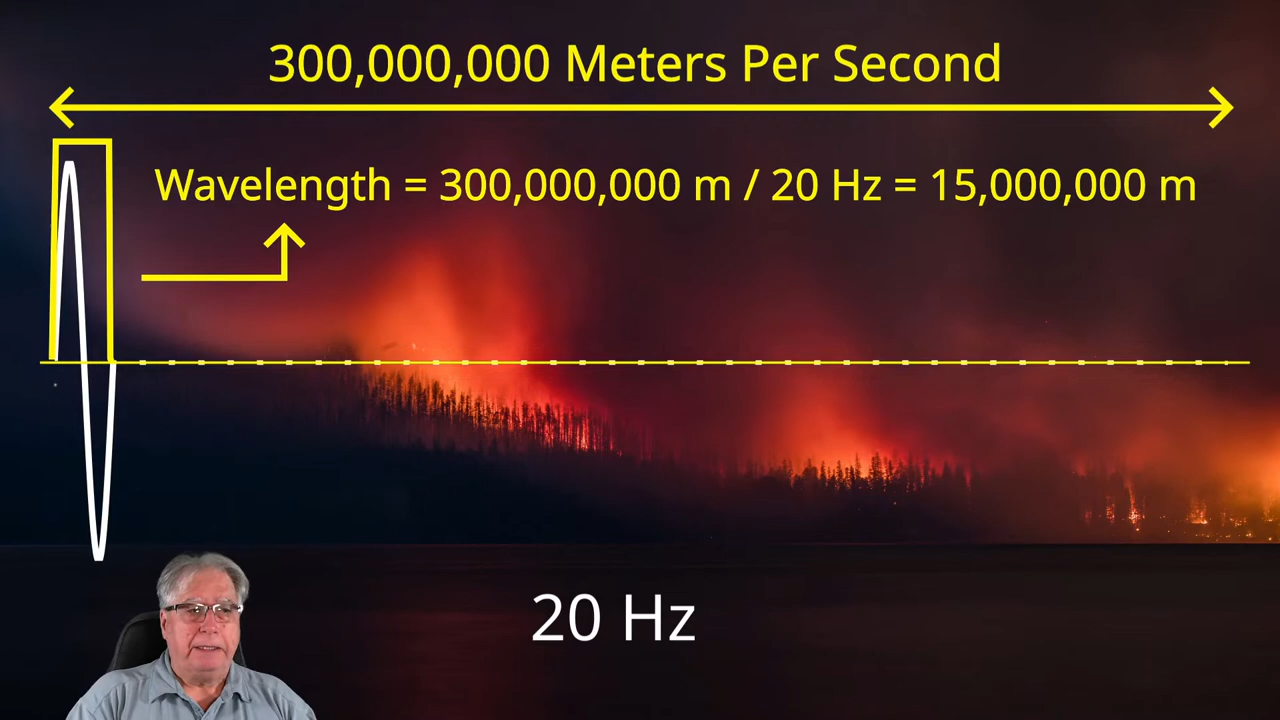 300,000,000 Meters Per Second
Wavelength = 300,000,000 m / 20 Hz = 15,000,000 m
20 Hz